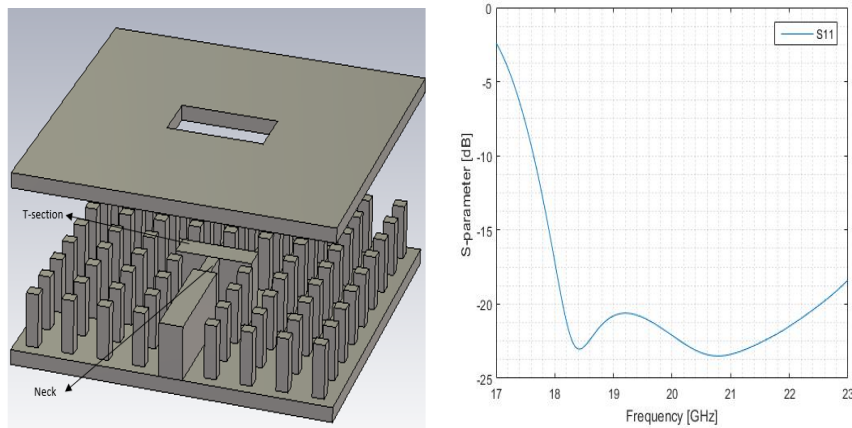 T-section
Neck
S11
S-parameter [dB]
0
-5
-10
-15
-20
-25
17
18
19
20
21
22
23
Frequency [GHz]